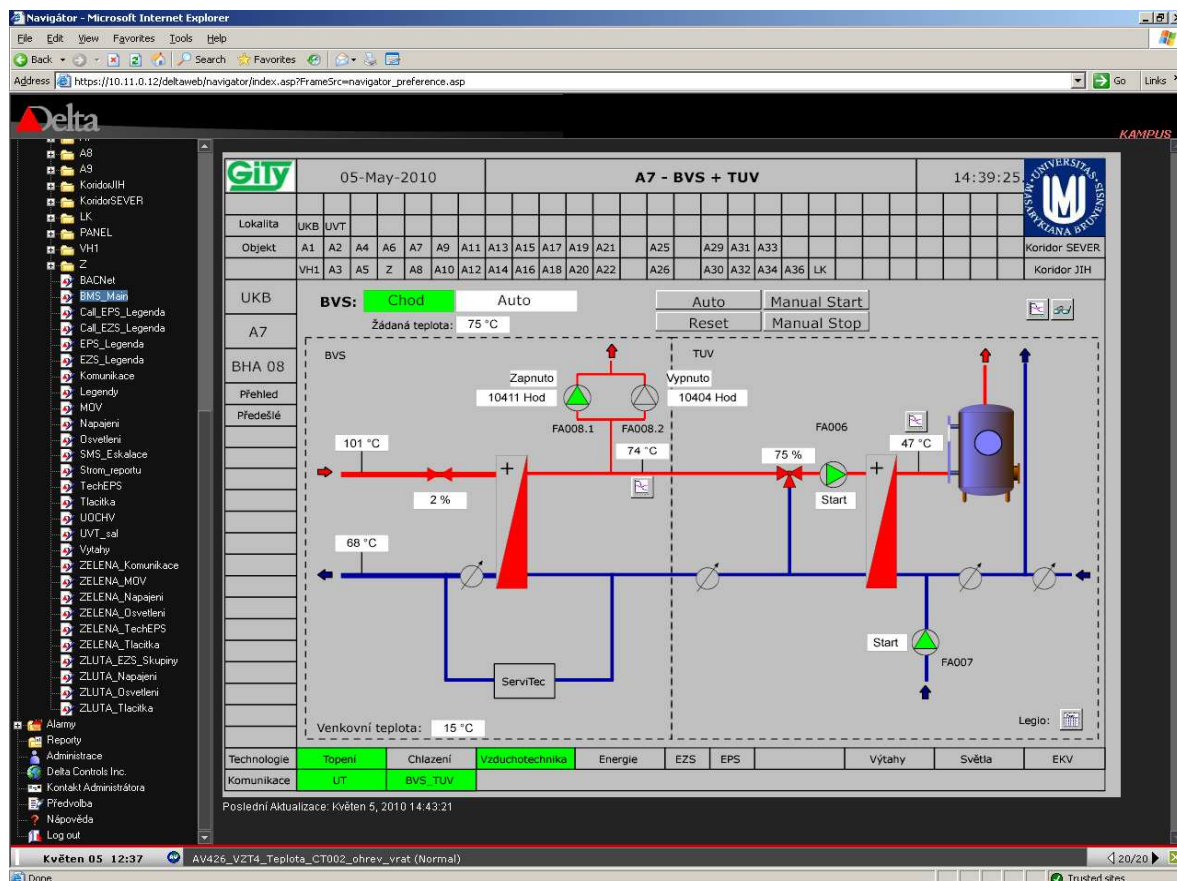 Navigátor - Microsoft Internet Explorer
File Edit View Favorites Tools Help
Back Search Favorites
Address https://10.11.0.12/deltaweb/navigator/index.asp?FrameSrc=navigator_preference.asp Go Links
Delta
KAMPUS
A8
A9
KoridorJIH
KoridorSEVER
LK
PANEL
VH1
Z
BACNet
BMS_Main
Call_EPS_Legenda
Call_EZS_Legenda
EPS_Legenda
EZS_Legenda
Komunikace
Legendy
MOV
Napajeni
Osvetleni
SMS_Eskalace
Strom_reportu
TechEPS
Tlacitka
UOCHV
UVT_sal
Vytahy
ZELENA_Komunikace
ZELENA_MOV
ZELENA_Napajeni
ZELENA_Osvetleni
ZELENA_TechEPS
ZELENA_Tlacitka
ZLUTA_EZS_Skupiny
ZLUTA_Napajeni
ZLUTA_Osvetleni
ZLUTA_Tlacitka
Alarmy
Reporty
Administrace
Delta Controls Inc.
Kontakt Administrátora
Předvolba
Nápověda
Log out
GiTy 05-May-2010 A7 - BVS + TUV 14:39:25
UNIVERSITAS MASARYKIANA BRUNENSIS
Lokalita UKB UVT
Objekt A1 A2 A4 A6 A7 A9 A11 A13 A15 A17 A19 A21 A25 A29 A31 A33 Koridor SEVER
VH1 A3 A5 Z A8 A10 A12 A14 A16 A18 A20 A22 A26 A30 A32 A34 A36 LK Koridor JIH
UKB
A7
BHA 08
Přehled
Předešlé
BVS: Chod Auto Auto Manual Start
Žádaná teplota: 75 °C Reset Manual Stop
BVS TUV
Zapnuto Vypnuto
10411 Hod 10404 Hod
FA008.1 FA008.2 FA006
101 °C 74 °C 75 % 47 °C
+ +
2 % Start
68 °C
Start
FA007
ServiTec
Venkovní teplota: 15 °C Legio:
Technologie Topení Chlazení Vzduchotechnika Energie EZS EPS Výtahy Světla EKV
Komunikace UT BVS_TUV
Poslední Aktualizace: Květen 5, 2010 14:43:21
Květen 05 12:37 AV426_VZT4_Teplota_CT002_ohrev_vrat (Normal) 20/20
Done Trusted sites